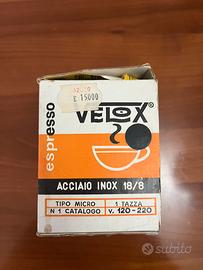 £ 15000
VELOX®
espresso
ACCIAIO INOX 18/8
TIPO MICRO
1 TAZZA
N 1 CATALOGO
V. 120-220
subito